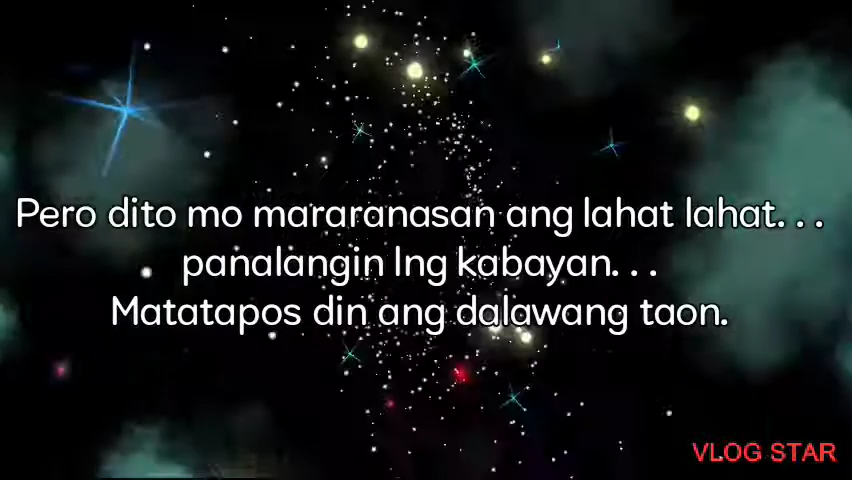 Pero dito mo mararanasan ang lahat lahat. . .
panalangin lng kabayan. . .
Matatapos din ang dalawang taon.
VLOG STAR